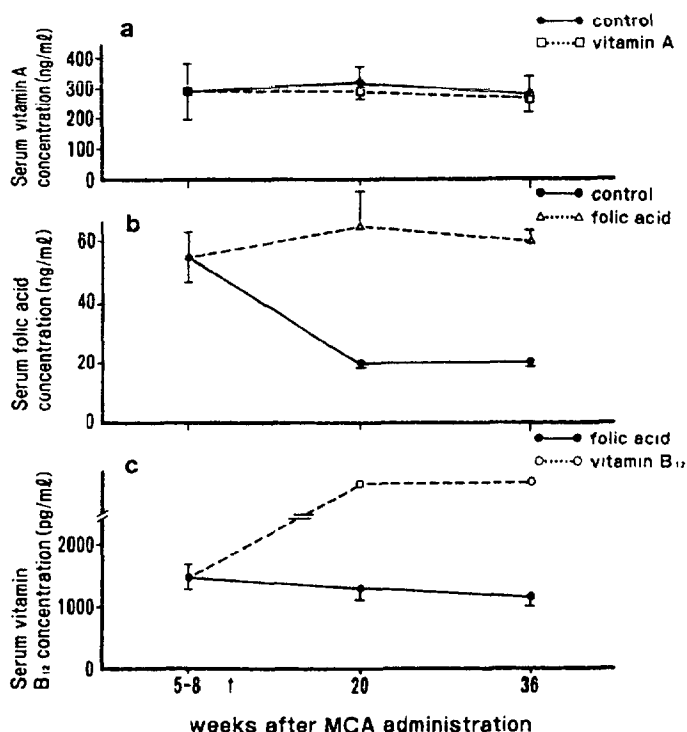 a
control
vitamin A
Serum vitamin A
concentration (ng/ml)
400
300
200
100
0
b
control
folic acid
Serum folic acid
concentration (ng/ml)
60
40
20
0
c
folic acid
vitamin B₁₂
Serum vitamin
B₁₂ concentration (pg/ml)
2000
1000
0
5-8 ↑ 20 36
weeks after MCA administration